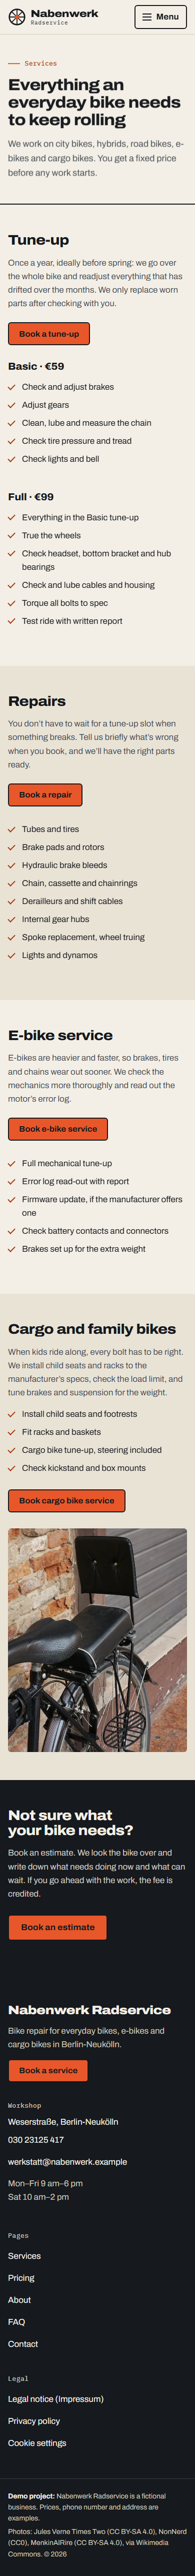 Nabenwerk
Radservice
Menu
Services
Everything an
everyday bike needs
to keep rolling
We work on city bikes, hybrids, road bikes, e-
bikes and cargo bikes. You get a fixed price
before any work starts.
Tune-up
Once a year, ideally before spring: we go over
the whole bike and readjust everything that has
drifted over the months. We only replace worn
parts after checking with you.
Book a tune-up
Basic · €59
Check and adjust brakes
Adjust gears
Clean, lube and measure the chain
Check tire pressure and tread
Check lights and bell
Full · €99
Everything in the Basic tune-up
True the wheels
Check headset, bottom bracket and hub
bearings
Check and lube cables and housing
Torque all bolts to spec
Test ride with written report
Repairs
You don’t have to wait for a tune-up slot when
something breaks. Tell us briefly what’s wrong
when you book, and we’ll have the right parts
ready.
Book a repair
Tubes and tires
Brake pads and rotors
Hydraulic brake bleeds
Chain, cassette and chainrings
Derailleurs and shift cables
Internal gear hubs
Spoke replacement, wheel truing
Lights and dynamos
E-bike service
E-bikes are heavier and faster, so brakes, tires
and chains wear out sooner. We check the
mechanics more thoroughly and read out the
motor’s error log.
Book e-bike service
Full mechanical tune-up
Error log read-out with report
Firmware update, if the manufacturer offers
one
Check battery contacts and connectors
Brakes set up for the extra weight
Cargo and family bikes
When kids ride along, every bolt has to be right.
We install child seats and racks to the
manufacturer’s specs, check the load limit, and
tune brakes and suspension for the weight.
Install child seats and footrests
Fit racks and baskets
Cargo bike tune-up, steering included
Check kickstand and box mounts
Book cargo bike service
Not sure what
your bike needs?
Book an estimate. We look the bike over and
write down what needs doing now and what can
wait. If you go ahead with the work, the fee is
credited.
Book an estimate
Nabenwerk Radservice
Bike repair for everyday bikes, e-bikes and
cargo bikes in Berlin-Neukölln.
Book a service
Workshop
Weserstraße, Berlin-Neukölln
030 23125 417
werkstatt@nabenwerk.example
Mon–Fri 9 am–6 pm
Sat 10 am–2 pm
Pages
Services
Pricing
About
FAQ
Contact
Legal
Legal notice (Impressum)
Privacy policy
Cookie settings
Demo project: Nabenwerk Radservice is a fictional
business. Prices, phone number and address are
examples.
Photos: Jules Verne Times Two (CC BY-SA 4.0), NonNerd
(CC0), MenkinAlRire (CC BY-SA 4.0), via Wikimedia
Commons. © 2026